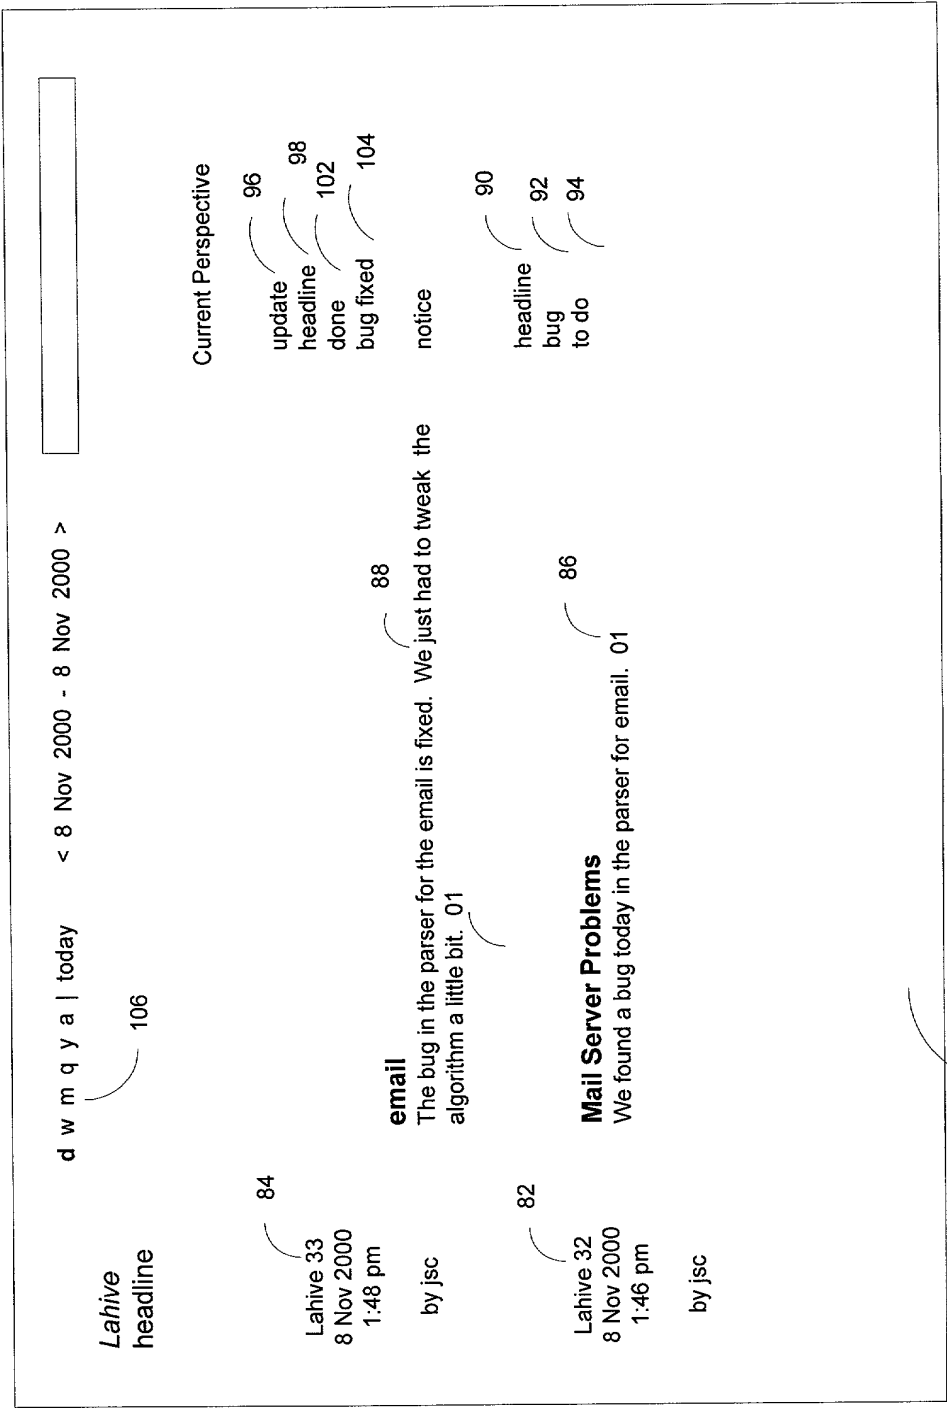 d w m q y a | today < 8 Nov 2000 - 8 Nov 2000 >
106
Lahive
headline
Current Perspective
84
Lahive 33
8 Nov 2000
1:48 pm
by jsc
88
email
The bug in the parser for the email is fixed. We just had to tweak the
algorithm a little bit. 01
update
headline
done
bug fixed
notice
96
98
102
104
82
Lahive 32
8 Nov 2000
1:46 pm
by jsc
86
Mail Server Problems
We found a bug today in the parser for email. 01
headline
bug
to do
90
92
94